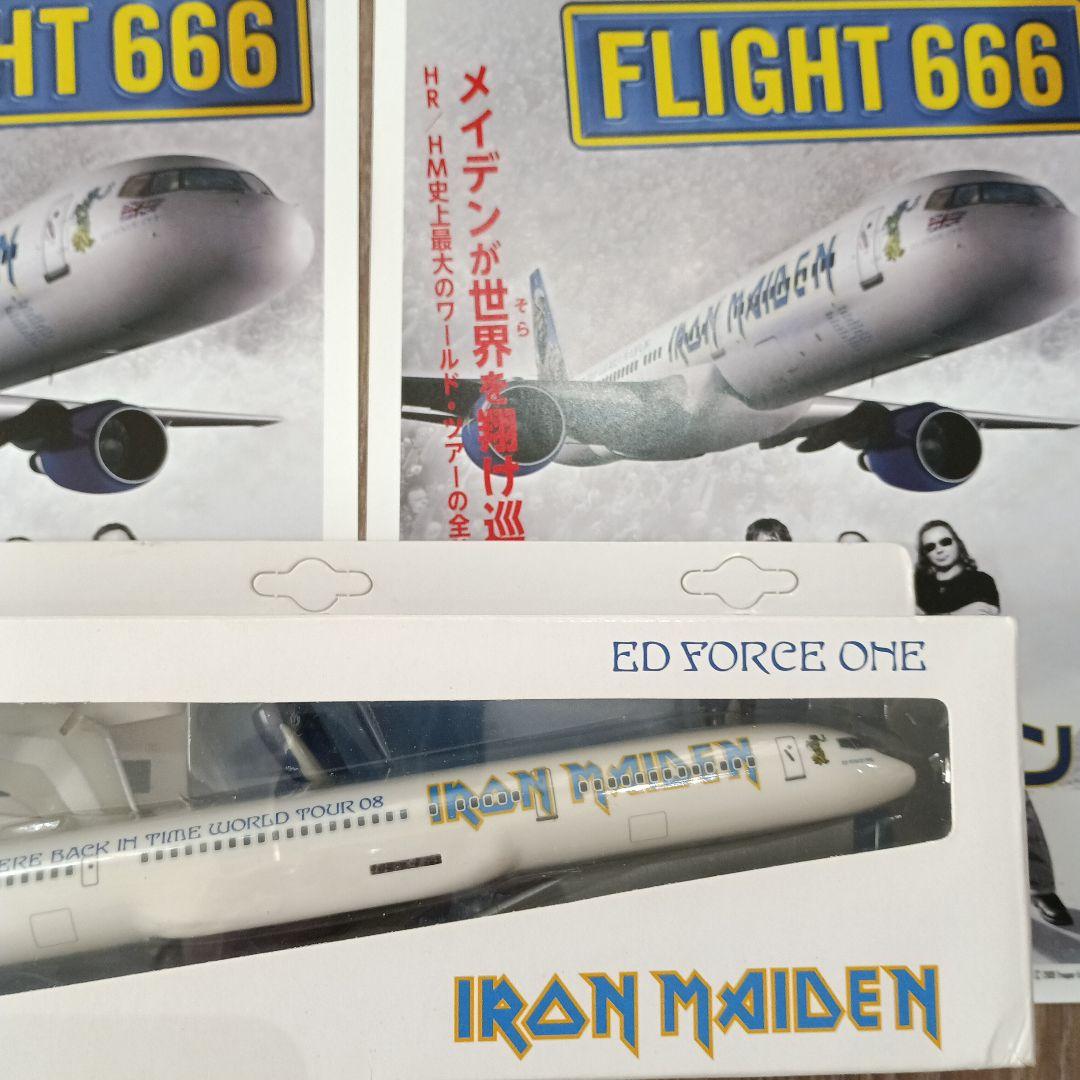 HT 666
FLIGHT 666
メイデンが世界を翔け巡
そら
HR/HM史上最大のワールド・ツアーの全
IRON MAIDEN
ED FORCE ONE
IRON MAIDEN
ERE BACK IN TIME WORLD TOUR 08
ン
IRON MAIDEN